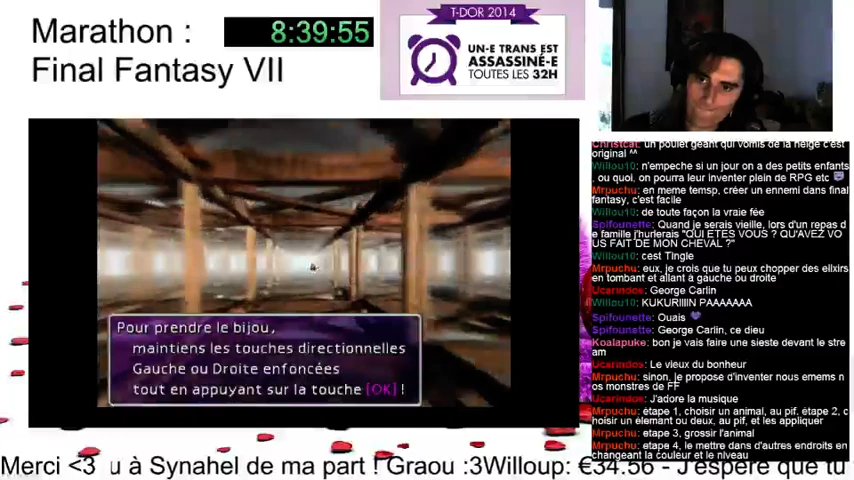 Marathon :
Final Fantasy VII
8:39:55
T-DOR 2014
UN-E TRANS EST
ASSASSINÉ-E
TOUTES LES 32H
Pour prendre le bijou,
maintiens les touches directionnelles
Gauche ou Droite enfoncées
tout en appuyant sur la touche [OK] !
Christcat: un poulet géant qui vomis de la neige c'est
original ^^
Willou10: n'empeche si un jour on a des petits enfants
, ou quoi, on pourra leur inventer plein de RPG etc
Mrpuchu: en meme temsp, créer un ennemi dans final
fantasy, c'est facile
Willou10: de toute façon la vraie fée
Spifounette: Quand je serais vieille, lors d'un repas d
e famille j'hurlerais "QUI ETES VOUS ? QU'AVEZ VO
US FAIT DE MON CHEVAL ?"
Willou10: cest Tingle
Mrpuchu: eux, je crois que tu peux chopper des elixirs
en tombant et allant à gauche ou droite
Ucarindos: George Carlin
Willou10: KUKURIIIIN PAAAAAAA
Spifounette: Ouais
Spifounette: George Carlin, ce dieu
Koalapuke: bon je vais faire une sieste devant le stre
am
Ucarindos: Le vieux du bonheur
Mrpuchu: sinon, je propose d'inventer nous emems n
os monstres de FF
Ucarindos: J'adore la musique
Mrpuchu: étape 1, choisir un animal, au pif. étape 2, c
hoisir un élemant ou deux, au pif, et les appliquer
Mrpuchu: etape 3, grossir l'animal
Mrpuchu: etape 4, le mettre dans d'autres endroits en
changeant la couleur et le niveau
Merci <3 u à Synahel de ma part ! Graou :3Willoup: €34.56 - J'espère que tu